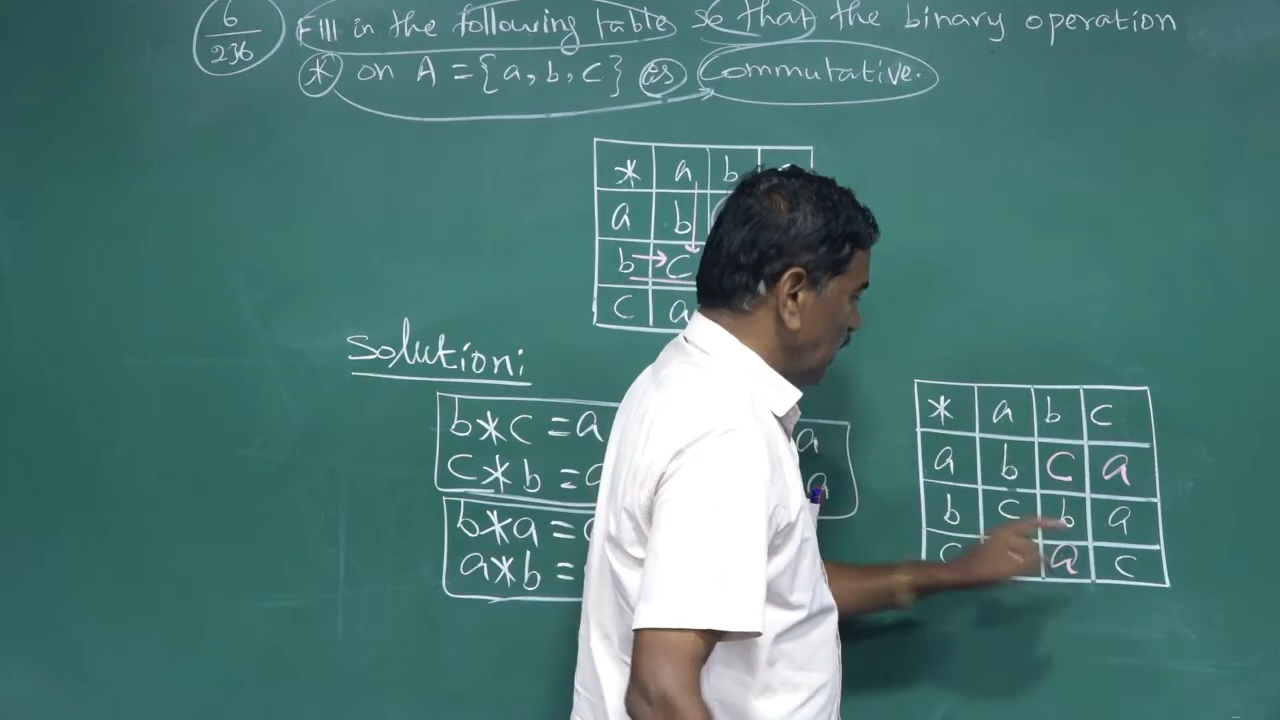 6/236 Fill in the following table so that the binary operation
* on A = {a, b, c} is commutative.
* a b
a b
b c
c a
Solution:
b*c = a
c*b =
b*a =
a*b =
a
a
* a b c
a b c a
b c b a
c a c